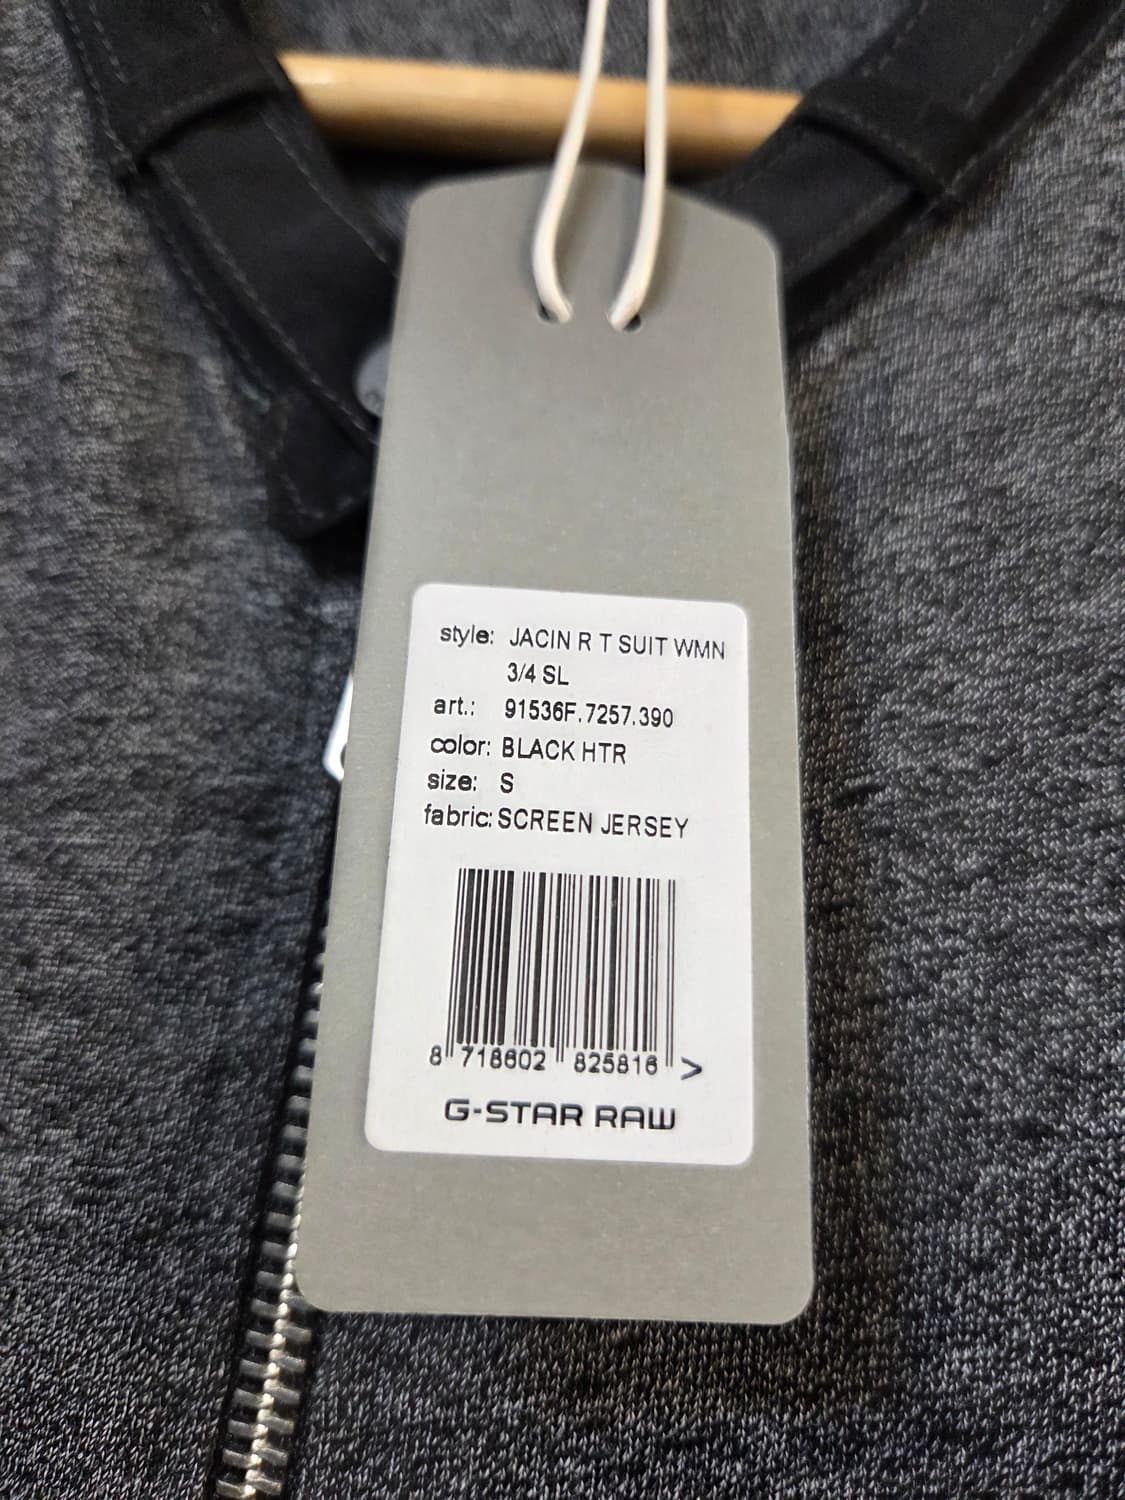 style: JACIN R T SUIT WMN
3/4 SL
art.: 91536F.7257.390
color: BLACK HTR
size: S
fabric: SCREEN JERSEY
8 718602 825816 >
G-STAR RAW